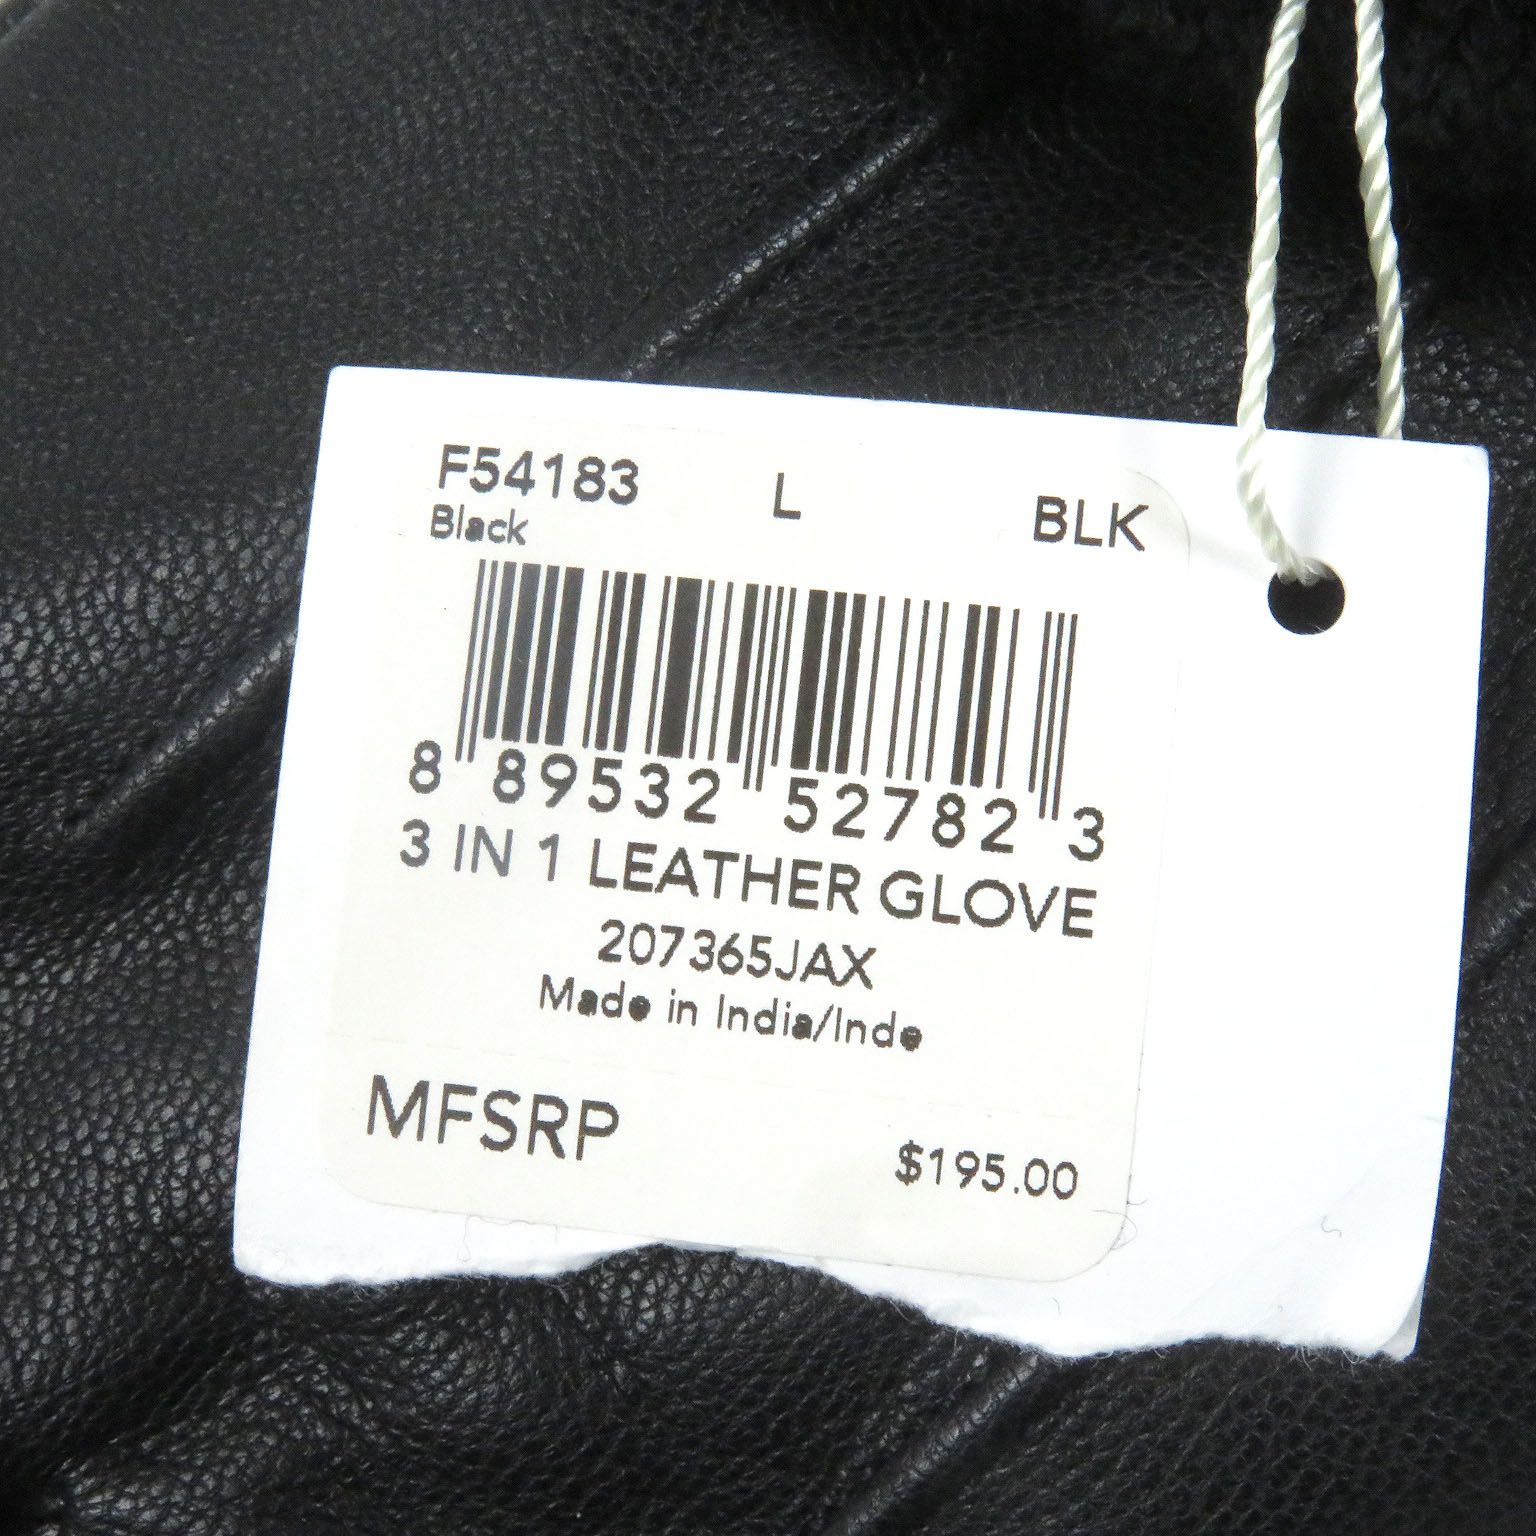 F54183 L BLK
Black
8 89532 52782 3
3 IN 1 LEATHER GLOVE
207365JAX
Made in India/Inde
MFSRP $195.00